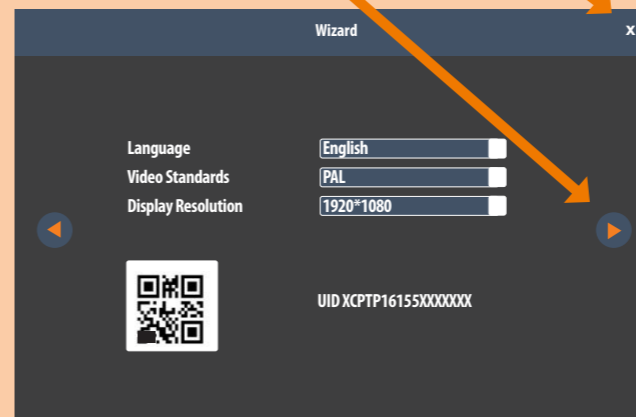 Wizard
x
Language English
Video Standards PAL
Display Resolution 1920*1080
UID XCPTP16155XXXXXXX